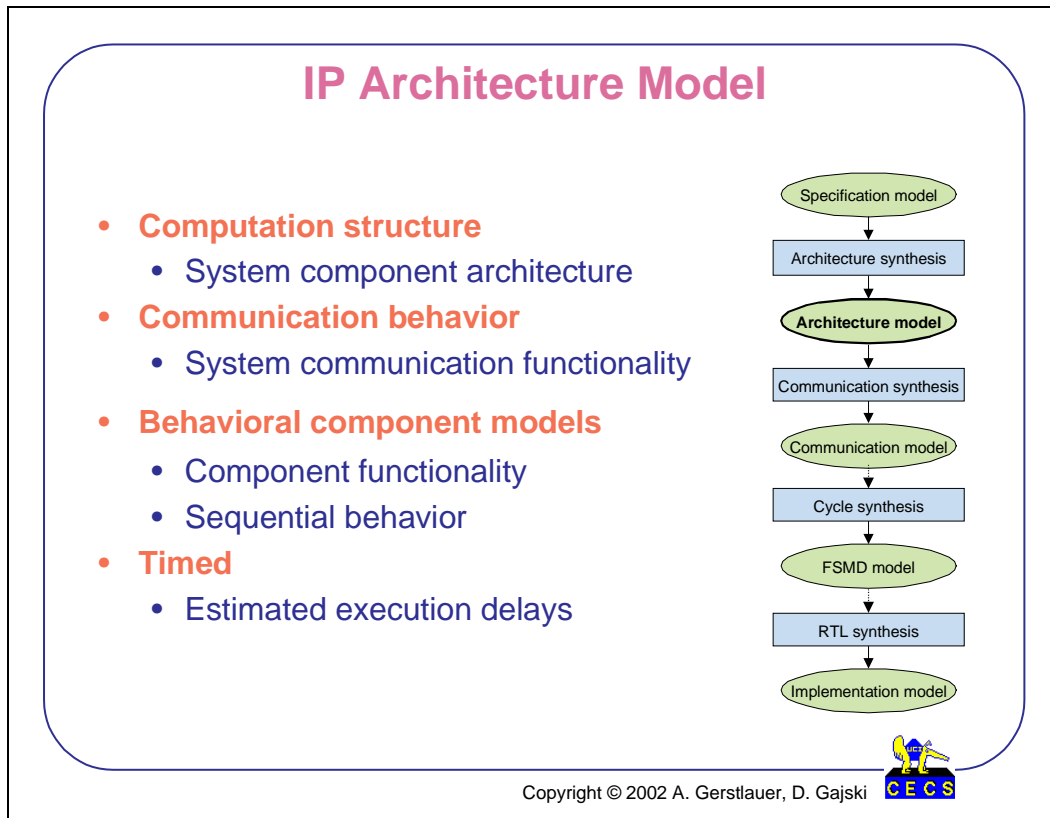 IP Architecture Model
• Computation structure
• System component architecture
• Communication behavior
• System communication functionality
• Behavioral component models
• Component functionality
• Sequential behavior
• Timed
• Estimated execution delays
Specification model
Architecture synthesis
Architecture model
Communication synthesis
Communication model
Cycle synthesis
FSMD model
RTL synthesis
Implementation model
Copyright © 2002 A. Gerstlauer, D. Gajski
UCI
CECS